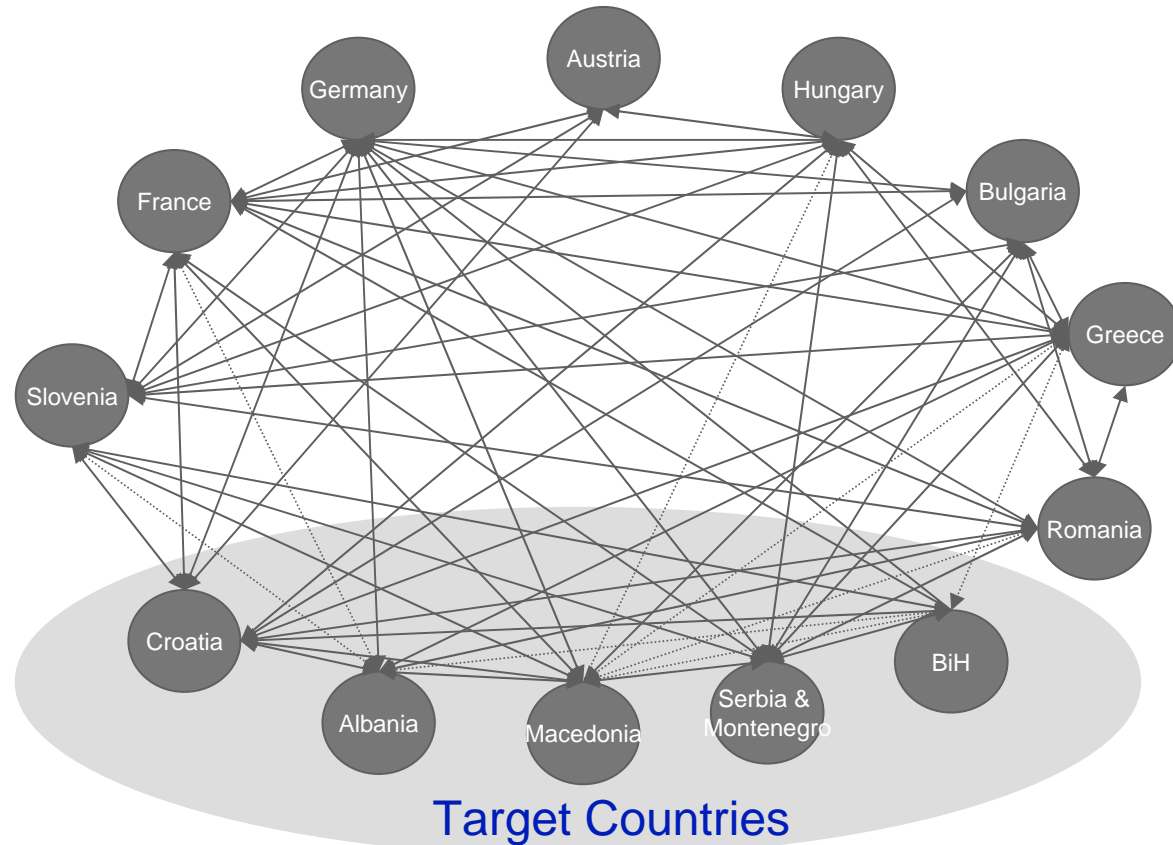 Austria
Germany
Hungary
France
Bulgaria
Greece
Slovenia
Romania
Croatia
BiH
Albania
Macedonia
Serbia &
Montenegro
Target Countries